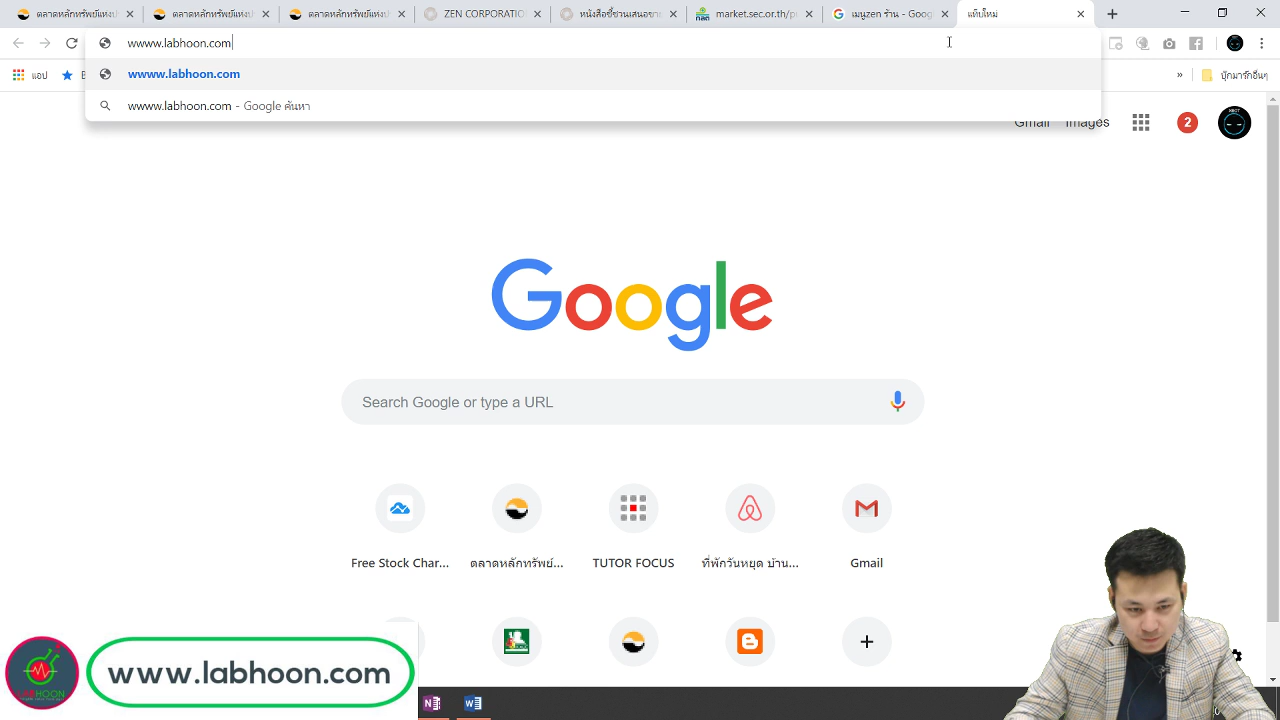 ตลาดหลักทรัพย์แห่งป
ตลาดหลักทรัพย์แห่งป
ตลาดหลักทรัพย์แห่งป
ZEN CORPORATION
หนังสือชี้ชวนเสนอขาย
market.sec.or.th/p
เมนูzen ร้าน - Goog
แท็บใหม่
wwww.labhoon.com
แอป
บุ๊กมาร์กอื่นๆ
wwww.labhoon.com
wwww.labhoon.com - Google ค้นหา
Gmail
Images
2
Google
Search Google or type a URL
Free Stock Char...
ตลาดหลักทรัพย์...
TUTOR FOCUS
ที่พักวันหยุด บ้าน...
Gmail
LABHOON
www.labhoon.com